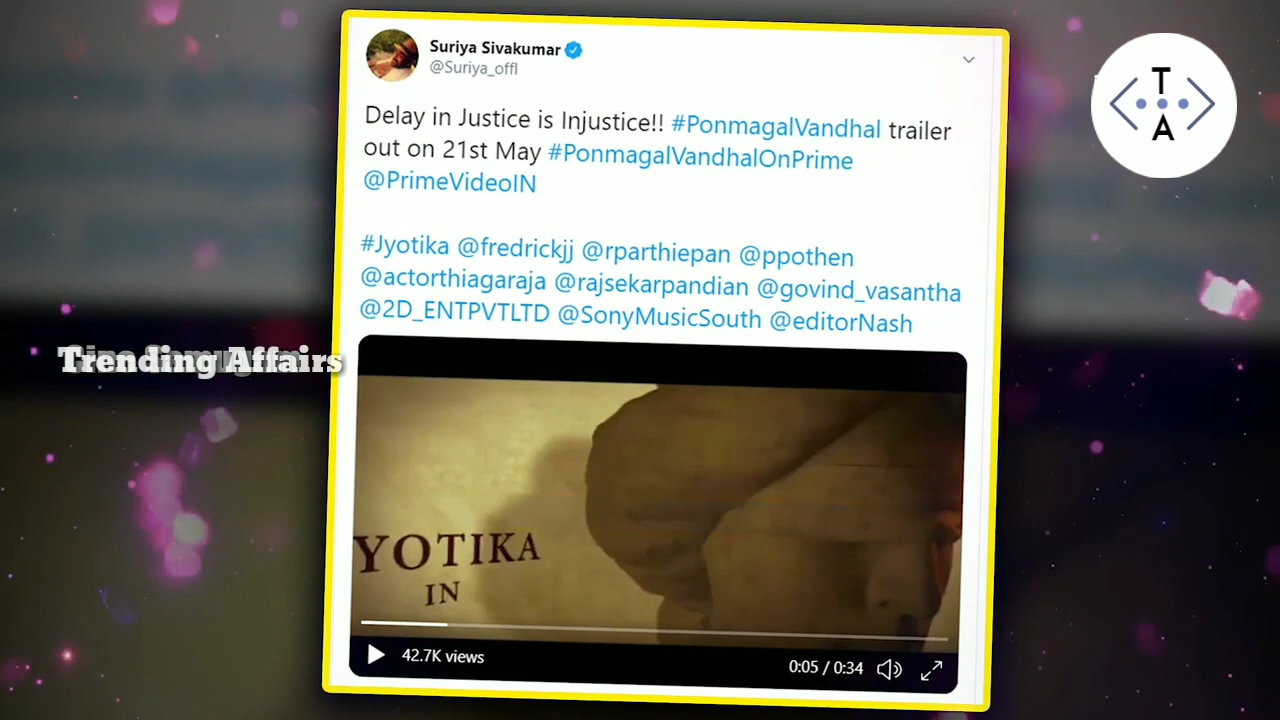 Suriya Sivakumar
@Suriya_offl
Delay in Justice is Injustice!! #PonmagalVandhal trailer
out on 21st May #PonmagalVandhalOnPrime
@PrimeVideoIN
#Jyotika @fredrickjj @rparthiepan @ppothen
@actorthiagaraja @rajsekarpandian @govind_vasantha
@2D_ENTPVTLTD @SonyMusicSouth @editorNash
YOTIKA
IN
42.7K views
0:05 / 0:34
Trending Affairs
T
A